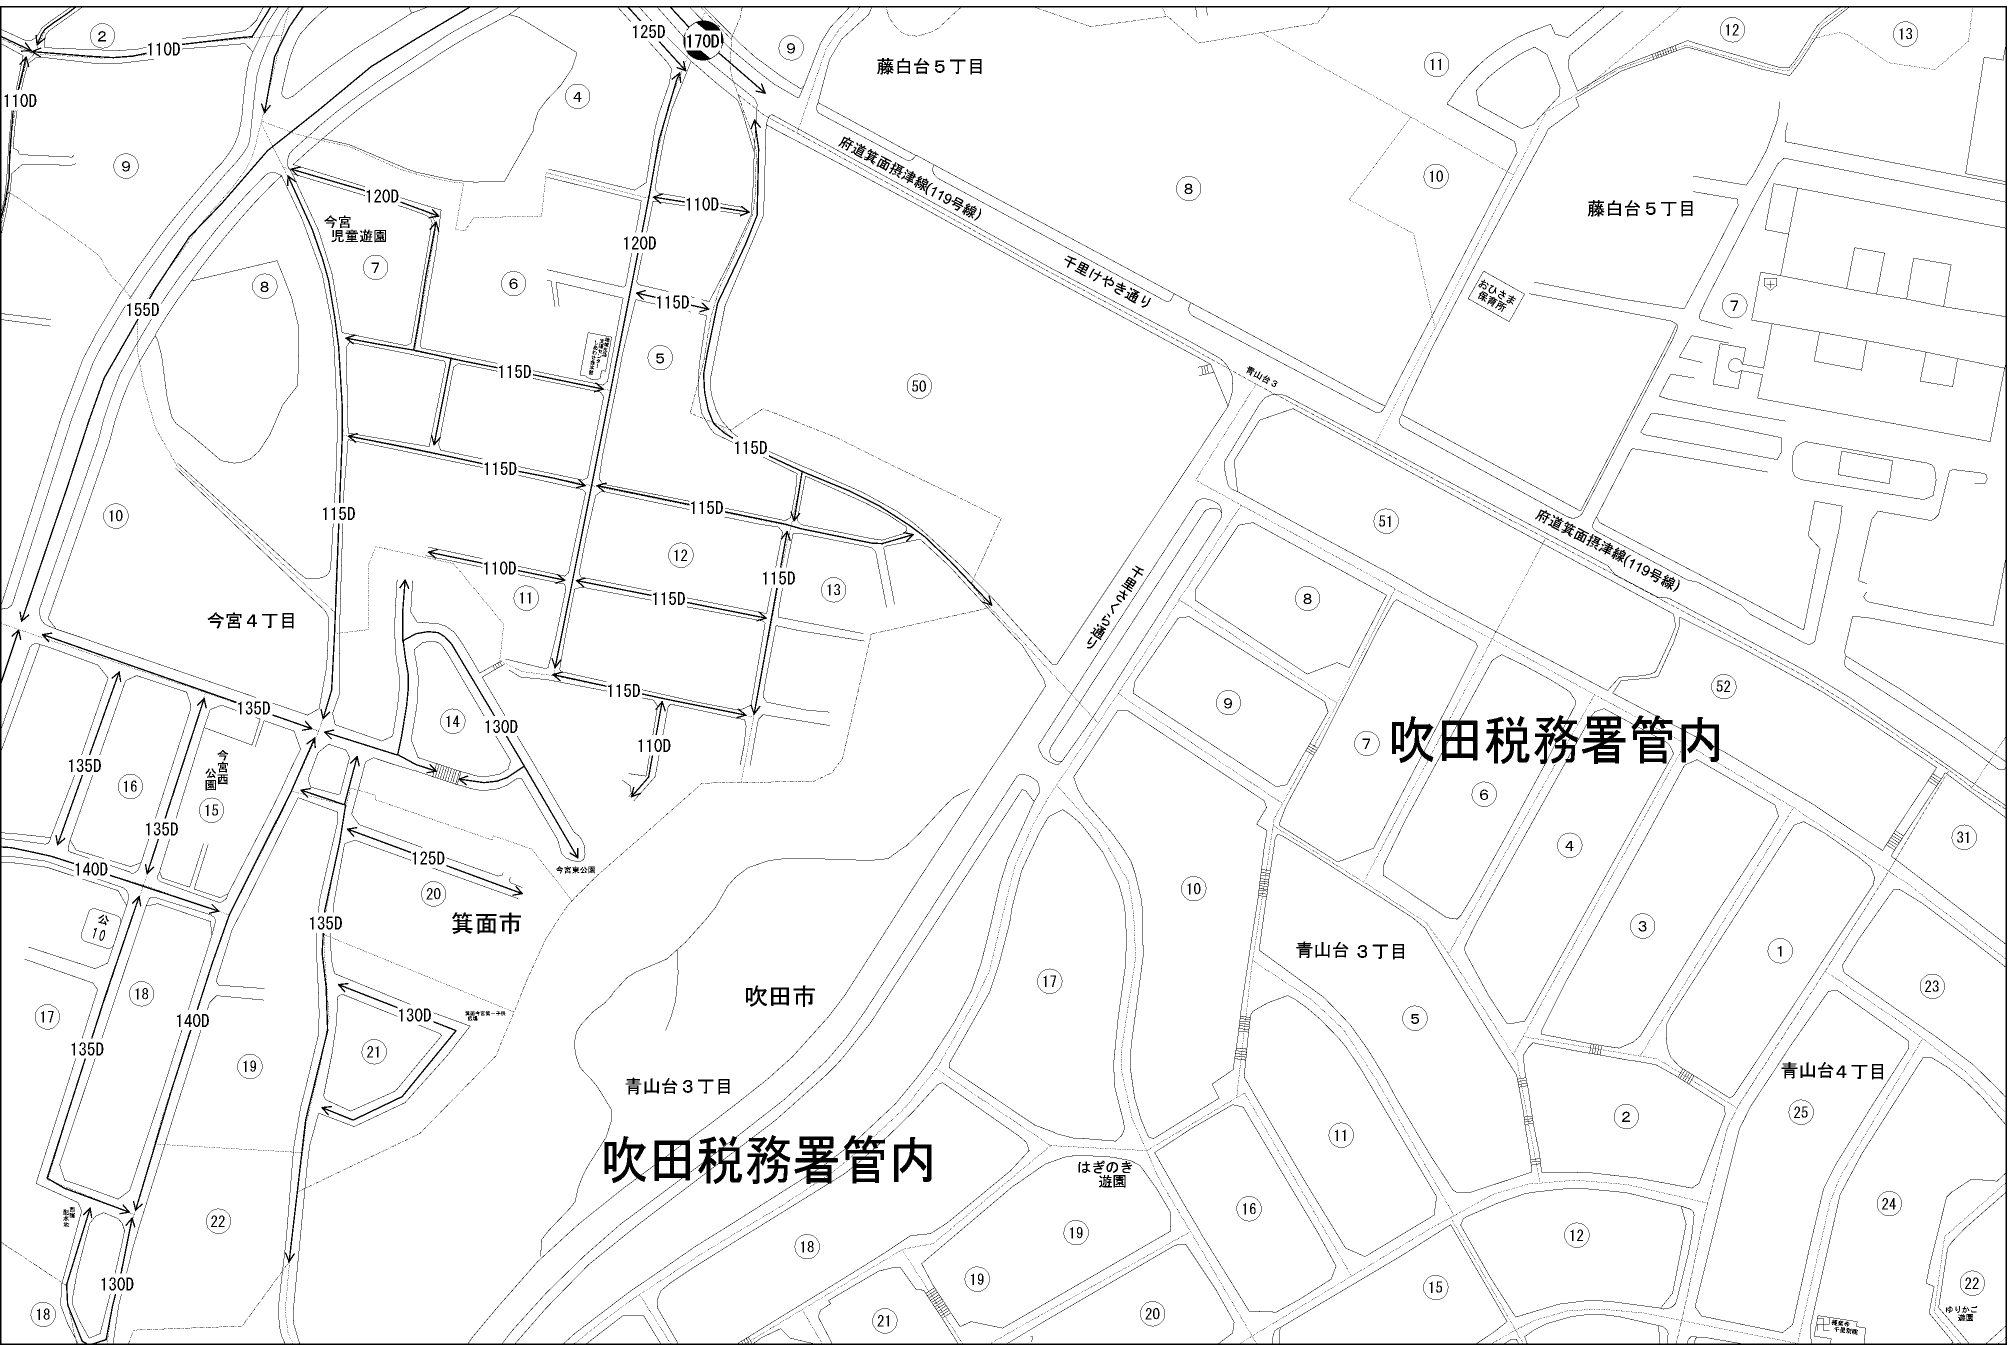 ②
110D
125D
170D
⑨
藤白台５丁目
⑪
⑫
⑬
110D
④
⑨
府道箕面摂津線(119号線)
⑧
⑩
120D
110D
今宮
児童遊園
藤白台５丁目
120D
⑦
⑧
⑥
千里けやき通り
おひさま
保育所
⑦
155D
115D
⑤
115D
㊿
青山台３
115D
115D
115D
115D
⑩
府道箕面摂津線(119号線)
51
⑫
110D
115D
千里さくら通り
⑪
115D
⑬
⑧
今宮４丁目
115D
135D
⑭
130D
⑨
52
吹田税務署管内
⑦
110D
135D
今宮西
公園
⑯
⑮
⑥
135D
④
㉛
125D
今宮東公園
140D
⑳
⑩
公
10
135D
箕面市
③
①
青山台３丁目
⑰
吹田市
⑱
㉓
⑰
140D
130D
⑤
135D
㉑
⑲
青山台３丁目
青山台４丁目
㉕
②
⑪
吹田税務署管内
はぎのき
遊園
⑯
㉔
㉒
⑲
⑫
⑱
130D
⑲
⑮
㉒
⑱
㉑
⑳
ゆりかご
遊園